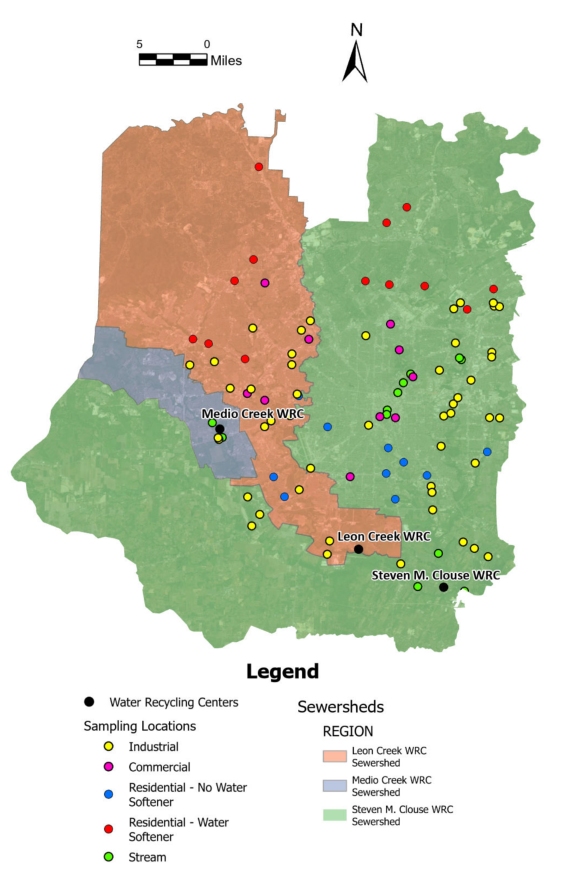 N
5 0
Miles
Medio Creek WRC
Leon Creek WRC
Steven M. Clouse WRC
Legend
Water Recycling Centers
Sampling Locations
Industrial
Commercial
Residential - No Water
Softener
Residential - Water
Softener
Stream
Sewersheds
REGION
Leon Creek WRC
Sewershed
Medio Creek WRC
Sewershed
Steven M. Clouse WRC
Sewershed